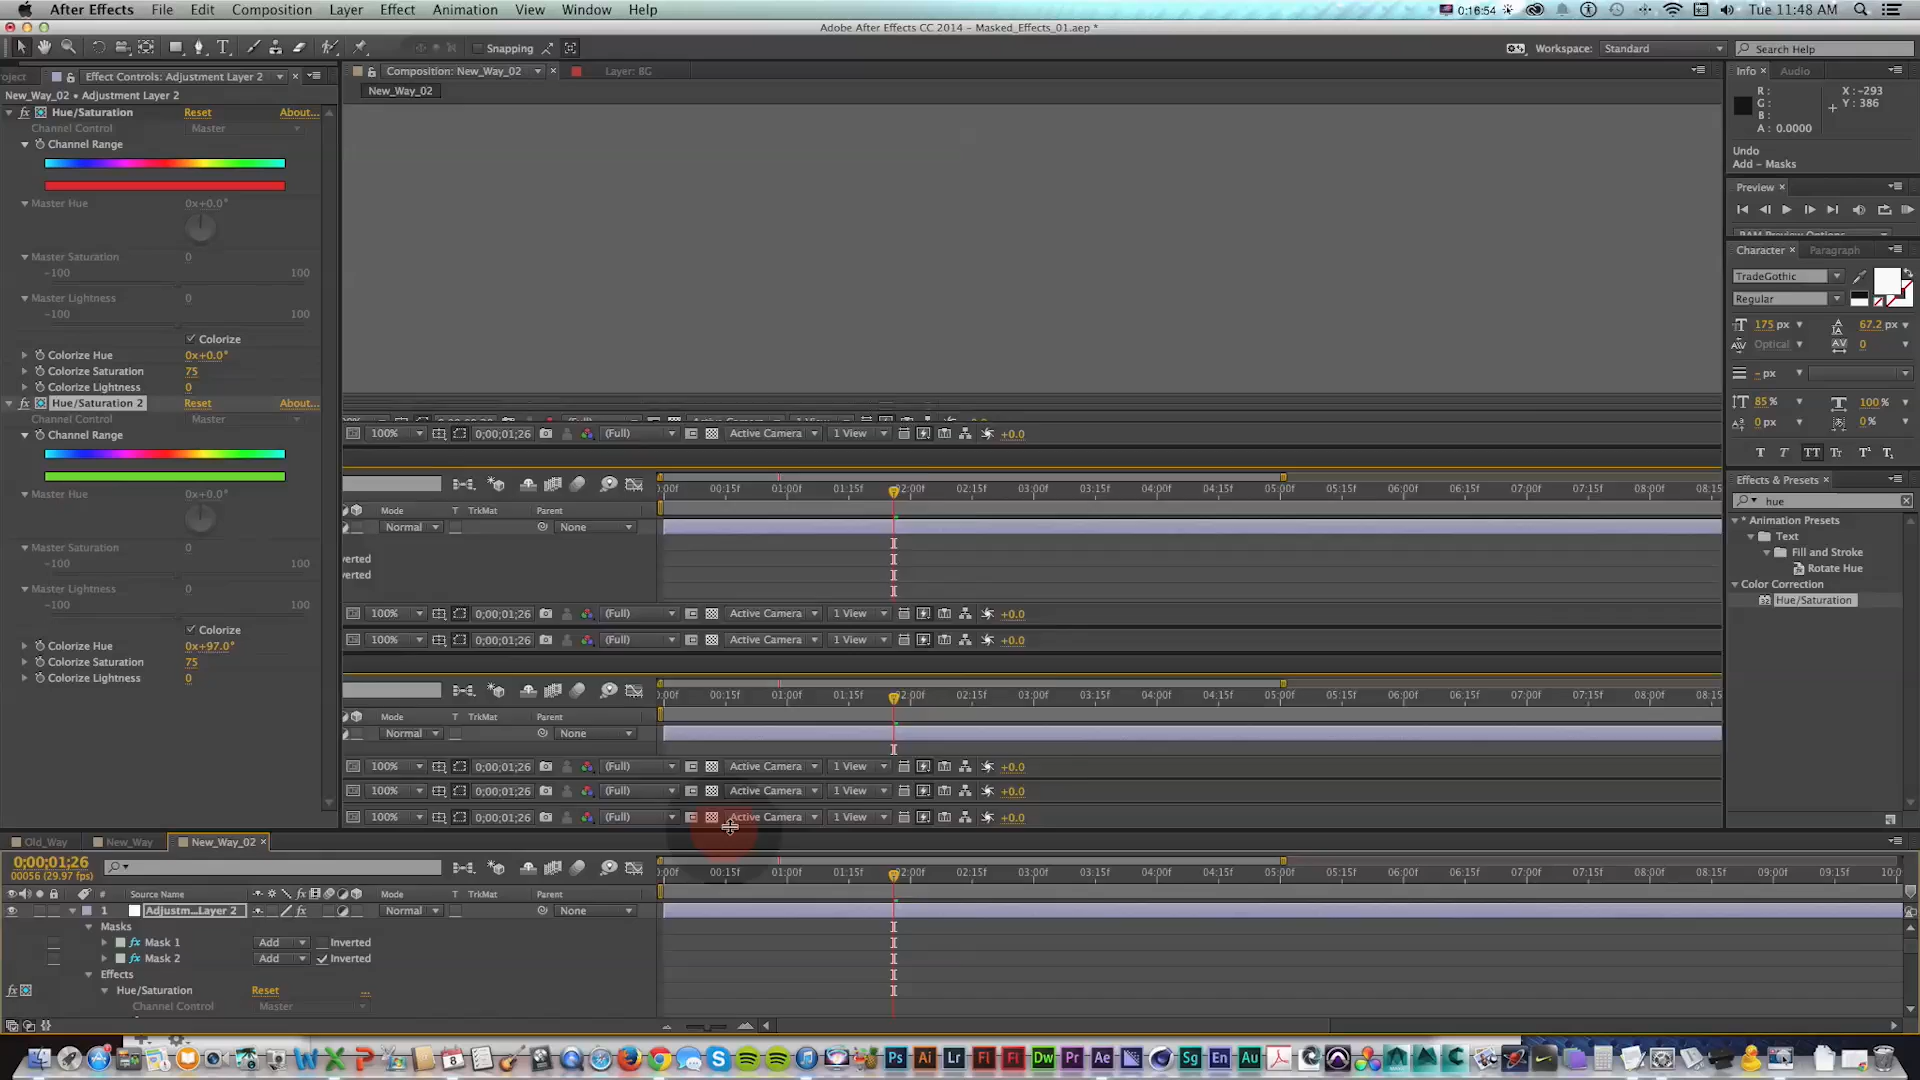 After Effects File Edit Composition Layer Effect Animation View Window Help 0:16:54 Tue 11:48 AM
Adobe After Effects CC 2014 – Masked_Effects_01.aep *
Snapping Workspace: Standard Search Help
roject Effect Controls: Adjustment Layer 2 Composition: New_Way_02 Layer: BG Info Audio
New_Way_02 • Adjustment Layer 2 New_Way_02
R: X: -293
G: Y: 386
B:
A: 0.0000
Undo
Add – Masks
Hue/Saturation Reset About...
Channel Control Master
Channel Range
Master Hue 0x+0.0°
Master Saturation 0
-100 100
Master Lightness 0
-100 100
Colorize
Colorize Hue 0x+0.0°
Colorize Saturation 75
Colorize Lightness 0
Hue/Saturation 2 Reset About...
Channel Control Master
Channel Range
Master Hue 0x+0.0°
Master Saturation 0
-100 100
Master Lightness 0
-100 100
Colorize
Colorize Hue 0x+97.0°
Colorize Saturation 75
Colorize Lightness 0
100% 0;00;01;26 (Full) Active Camera 1 View +0.0
:00f 00:15f 01:00f 01:15f 02:00f 02:15f 03:00f 03:15f 04:00f 04:15f 05:00f 05:15f 06:00f 06:15f 07:00f 07:15f 08:00f 08:15
Mode T TrkMat Parent
Normal None
verted
verted
100% 0;00;01;26 (Full) Active Camera 1 View +0.0
100% 0;00;01;26 (Full) Active Camera 1 View +0.0
:00f 00:15f 01:00f 01:15f 02:00f 02:15f 03:00f 03:15f 04:00f 04:15f 05:00f 05:15f 06:00f 06:15f 07:00f 07:15f 08:00f 08:15
Mode T TrkMat Parent
Normal None
100% 0;00;01;26 (Full) Active Camera 1 View +0.0
100% 0;00;01;26 (Full) Active Camera 1 View +0.0
100% 0;00;01;26 (Full) Active Camera 1 View +0.0
Preview
RAM Preview Options
Character Paragraph
TradeGothic
Regular
175 px 67.2 px
Optical 0
- px
85 % 100 %
0 px 0 %
T T TT Tr T¹ T₁
Effects & Presets
hue
* Animation Presets
Text
Fill and Stroke
Rotate Hue
Color Correction
Hue/Saturation
Old_Way New_Way New_Way_02
0;00;01;26
00056 (29.97 fps)
:00f 00:15f 01:00f 01:15f 02:00f 02:15f 03:00f 03:15f 04:00f 04:15f 05:00f 05:15f 06:00f 06:15f 07:00f 07:15f 08:00f 08:15f 09:00f 09:15f 10:0
# Source Name Mode T TrkMat Parent
1 Adjustm...Layer 2 Normal None
Masks
Mask 1 Add Inverted
Mask 2 Add Inverted
Effects
Hue/Saturation Reset ...
Channel Control Master
Ps Ai Lr Fl Fl Dw Pr Ae Sg En Au